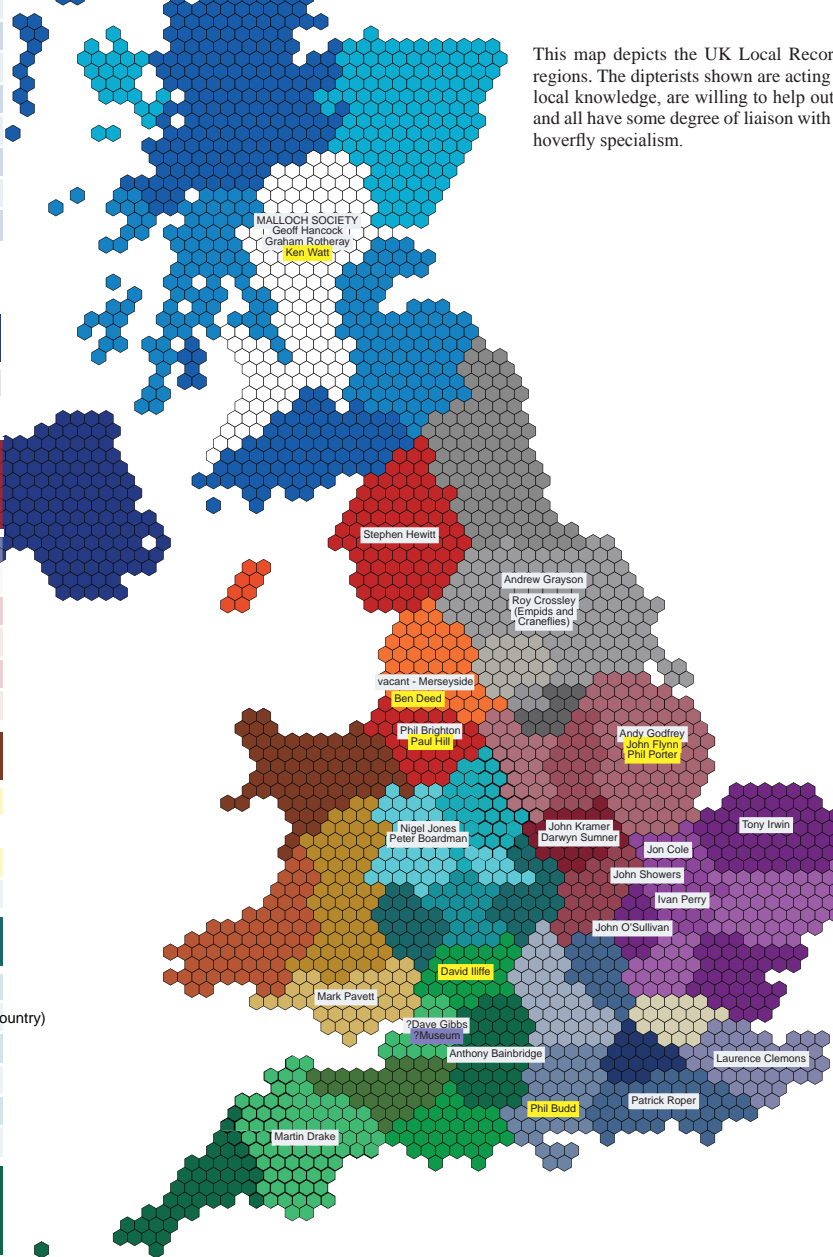 This map depicts the UK Local Recor
regions. The dipterists shown are acting
local knowledge, are willing to help out
and all have some degree of liaison with
hoverfly specialism.
MALLOCH SOCIETY
Geoff Hancock
Graham Rotheray
Ken Watt
Stephen Hewitt
Andrew Grayson
Roy Crossley
(Empids and
Craneflies)
vacant - Merseyside
Ben Deed
Phil Brighton
Paul Hill
Andy Godfrey
John Flynn
Phil Porter
Nigel Jones
Peter Boardman
John Kramer
Darwyn Sumner
Tony Irwin
Jon Cole
John Showers
Ivan Perry
John O'Sullivan
David Iliffe
Mark Pavett
ountry)
?Dave Gibbs
?Museum
Anthony Bainbridge
Laurence Clemons
Patrick Roper
Phil Budd
Martin Drake